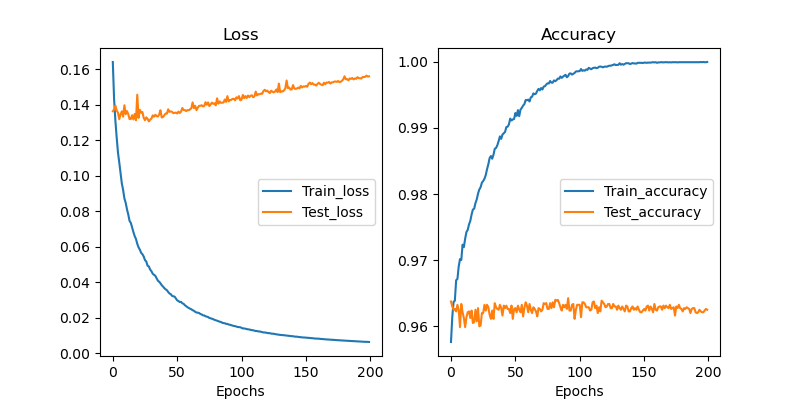 Loss
0.16
0.14
0.12
0.10
0.08
0.06
0.04
0.02
0.00
Train_loss
Test_loss
0 50 100 150 200
Epochs
Accuracy
1.00
0.99
0.98
0.97
0.96
Train_accuracy
Test_accuracy
0 50 100 150 200
Epochs